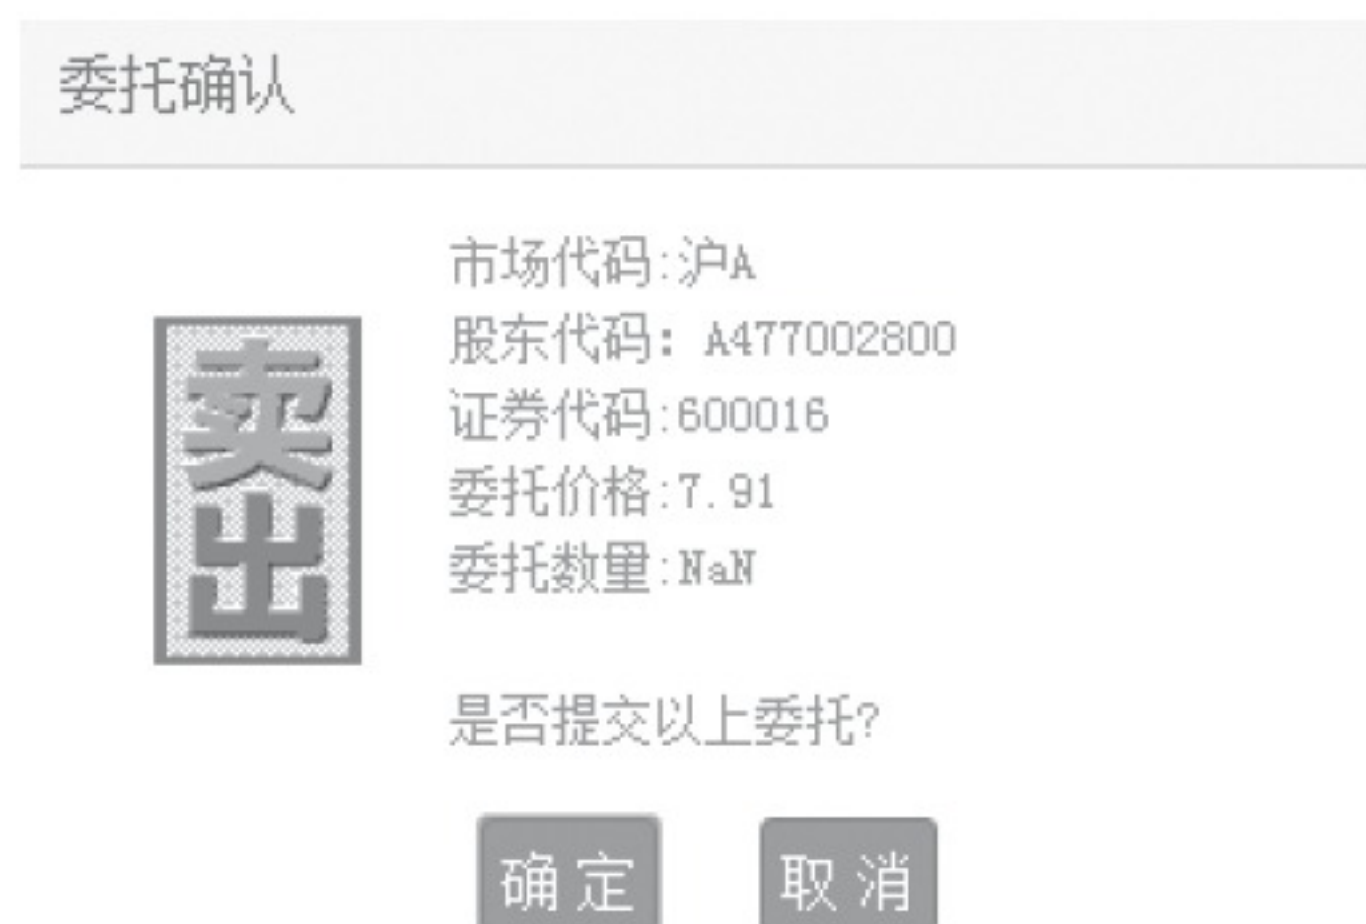 委托确认
市场代码:沪A
股东代码: A477002800
证券代码:600016
委托价格:7.91
委托数量:NaN
卖出
是否提交以上委托?
确定 取消